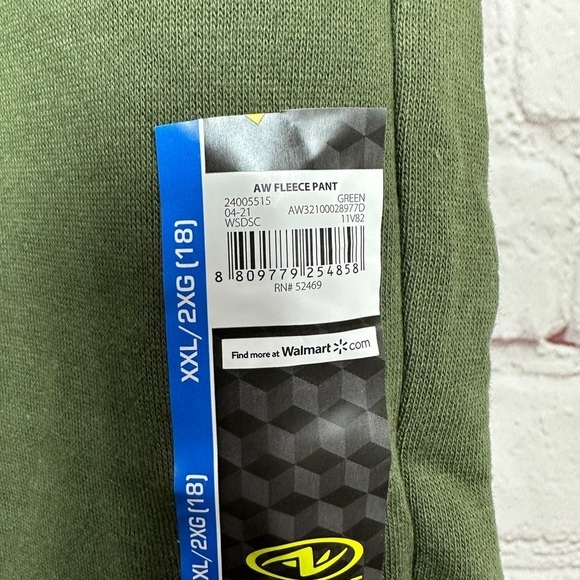 AW FLEECE PANT
24005515 GREEN
04-21 AW32100028977D
WSDSC 11V82
8 809779 254858
RN# 52469
Find more at Walmart.com
XXL/2XG (18)
XL/2XG (18)